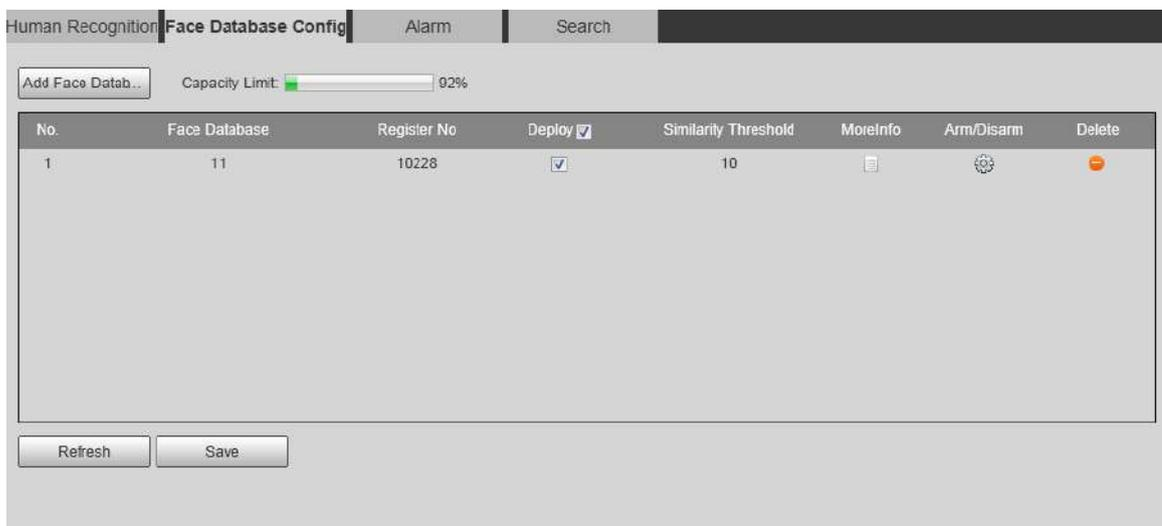 Human Recognition Face Database Config Alarm Search
Add Face Datab... Capacity Limit: 92%
No. Face Database Register No Deploy Similarity Threshold MoreInfo Arm/Disarm Delete
1 11 10228 10
Refresh Save